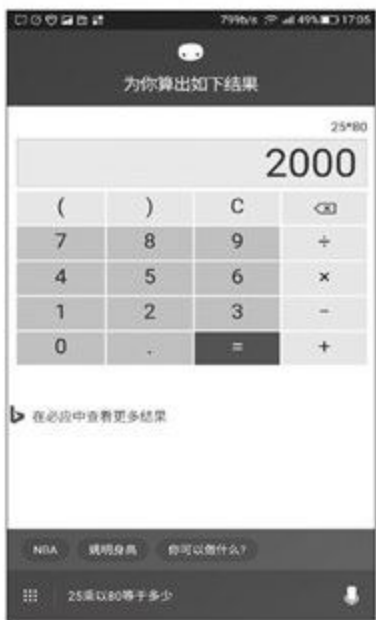 799b/s 49% 17:05
为你算出如下结果
25*80
2000
( ) C
7 8 9 ÷
4 5 6 ×
1 2 3 -
0 . = +
在必应中查看更多结果
NBA 姚明身高 你可以做什么?
25乘以80等于多少